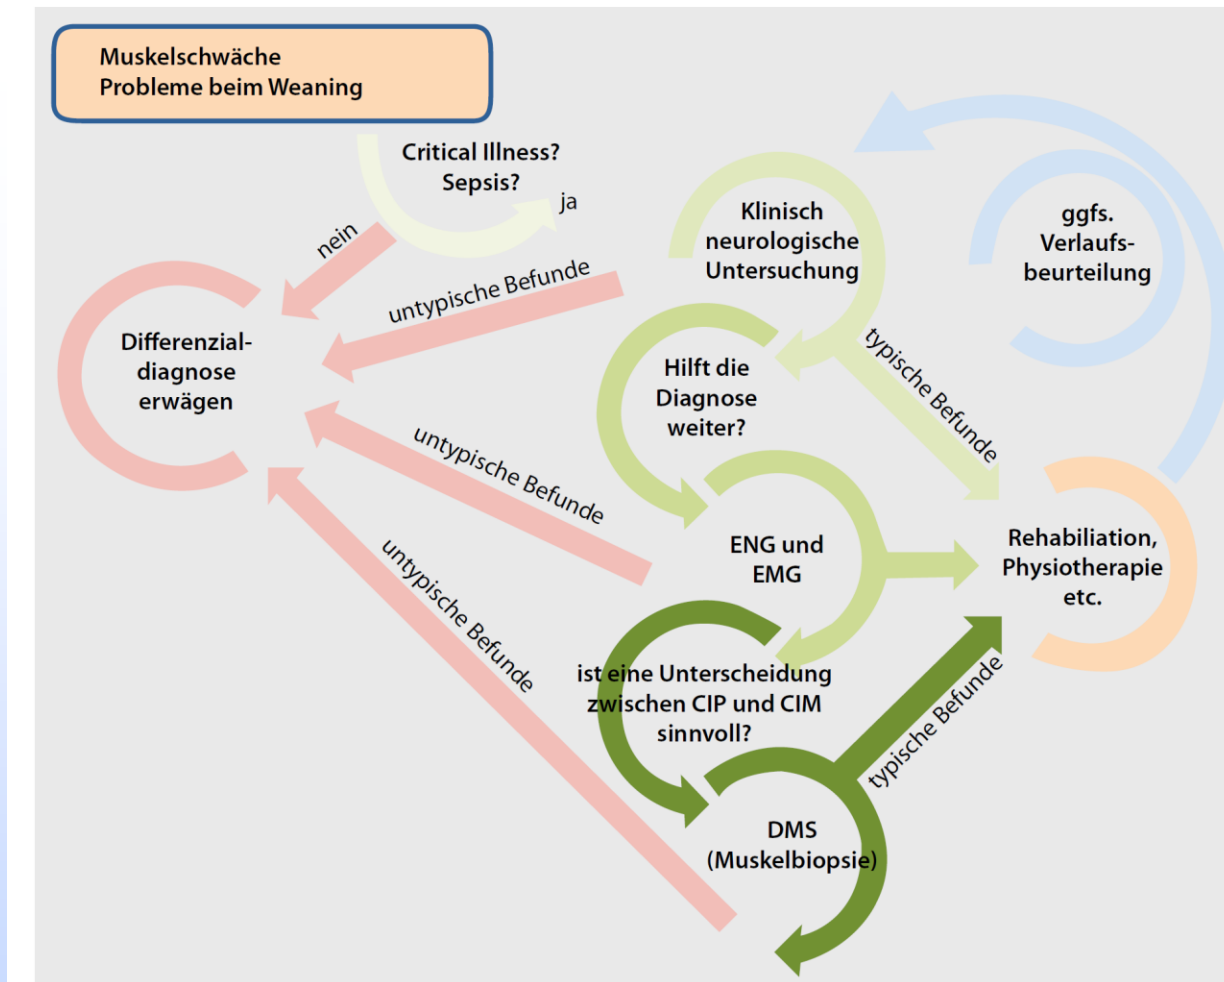 Muskelschwäche
Probleme beim Weaning
Critical Illness?
Sepsis?
ja
nein
untypische Befunde
Klinisch
neurologische
Untersuchung
ggfs.
Verlaufs-
beurteilung
Differenzial-
diagnose
erwägen
Hilft die
Diagnose
weiter?
typische Befunde
untypische Befunde
ENG und
EMG
Rehabiliation,
Physiotherapie
etc.
untypische Befunde
ist eine Unterscheidung
zwischen CIP und CIM
sinnvoll?
typische Befunde
DMS
(Muskelbiopsie)